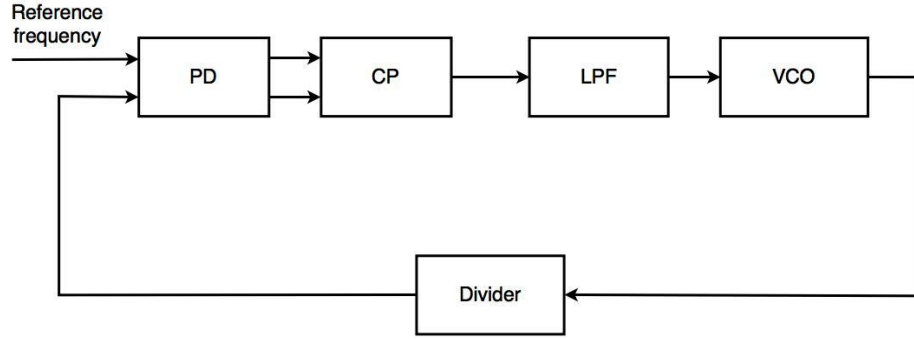 Reference
frequency
PD
CP
LPF
VCO
Divider